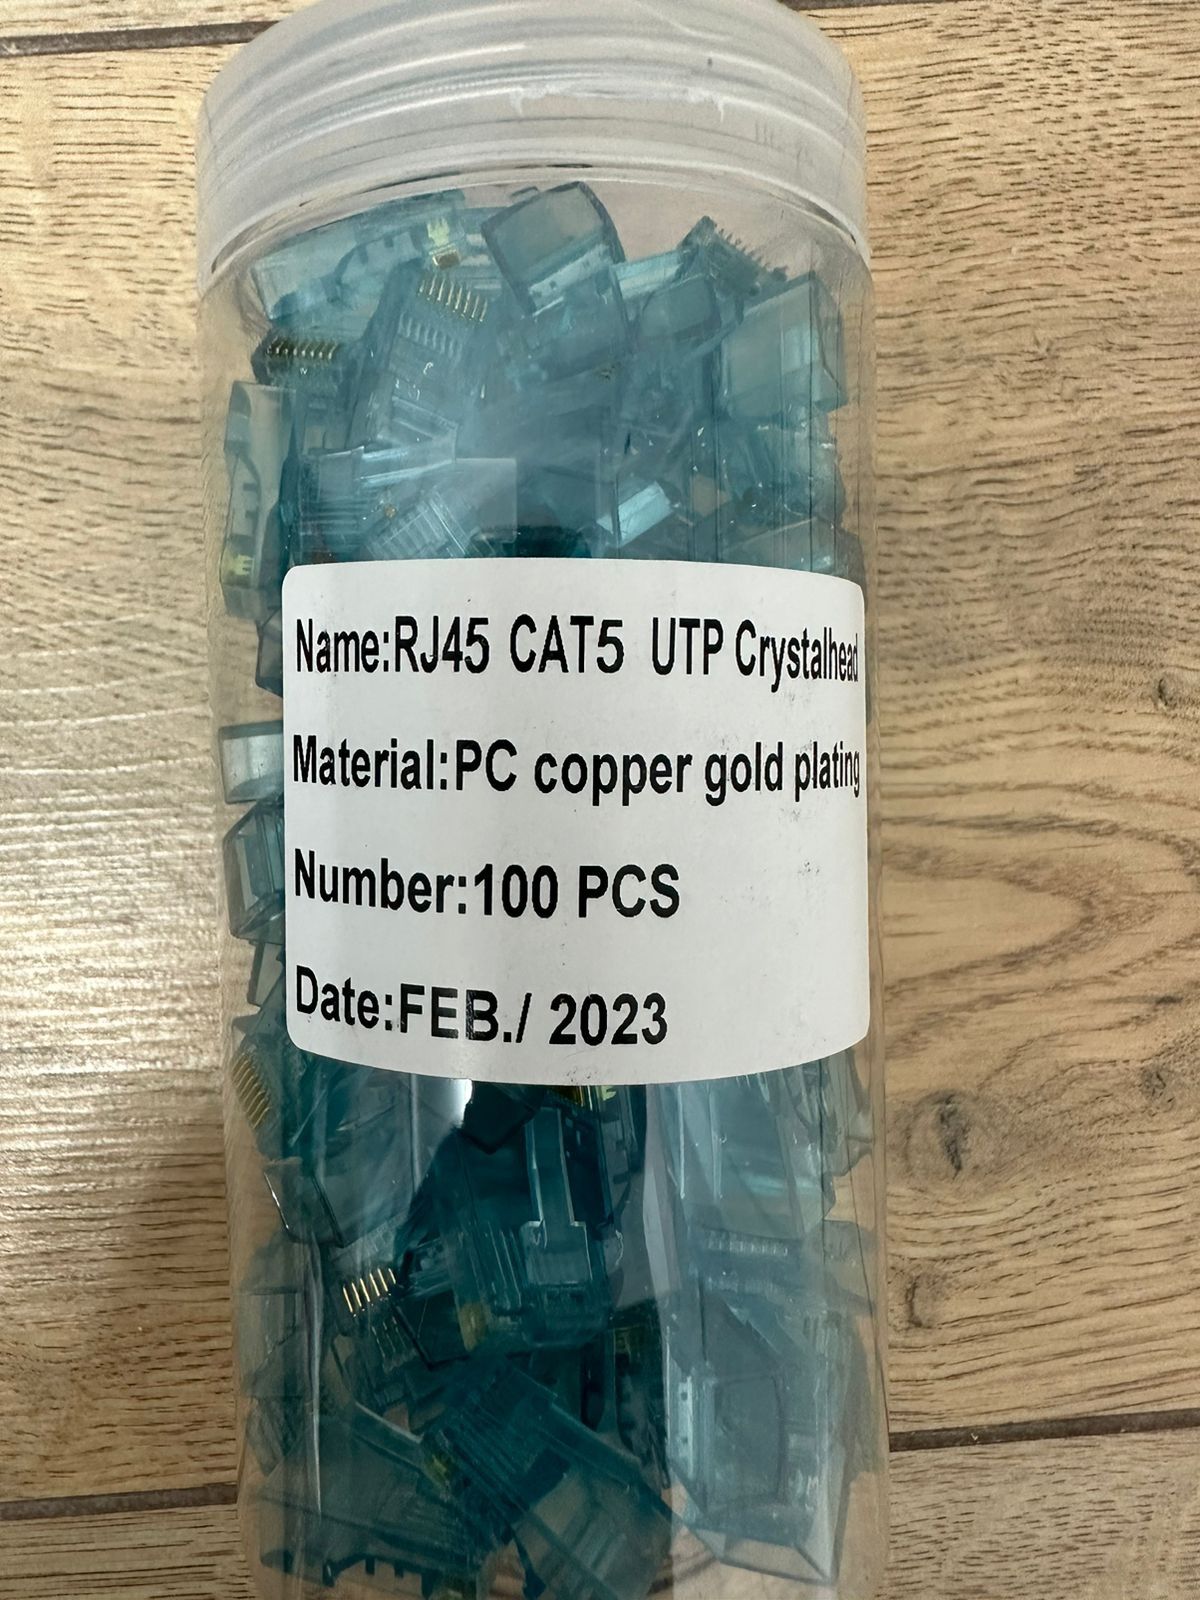 Name:RJ45 CAT5 UTP Crystalhead
Material:PC copper gold plating
Number:100 PCS
Date:FEB./ 2023